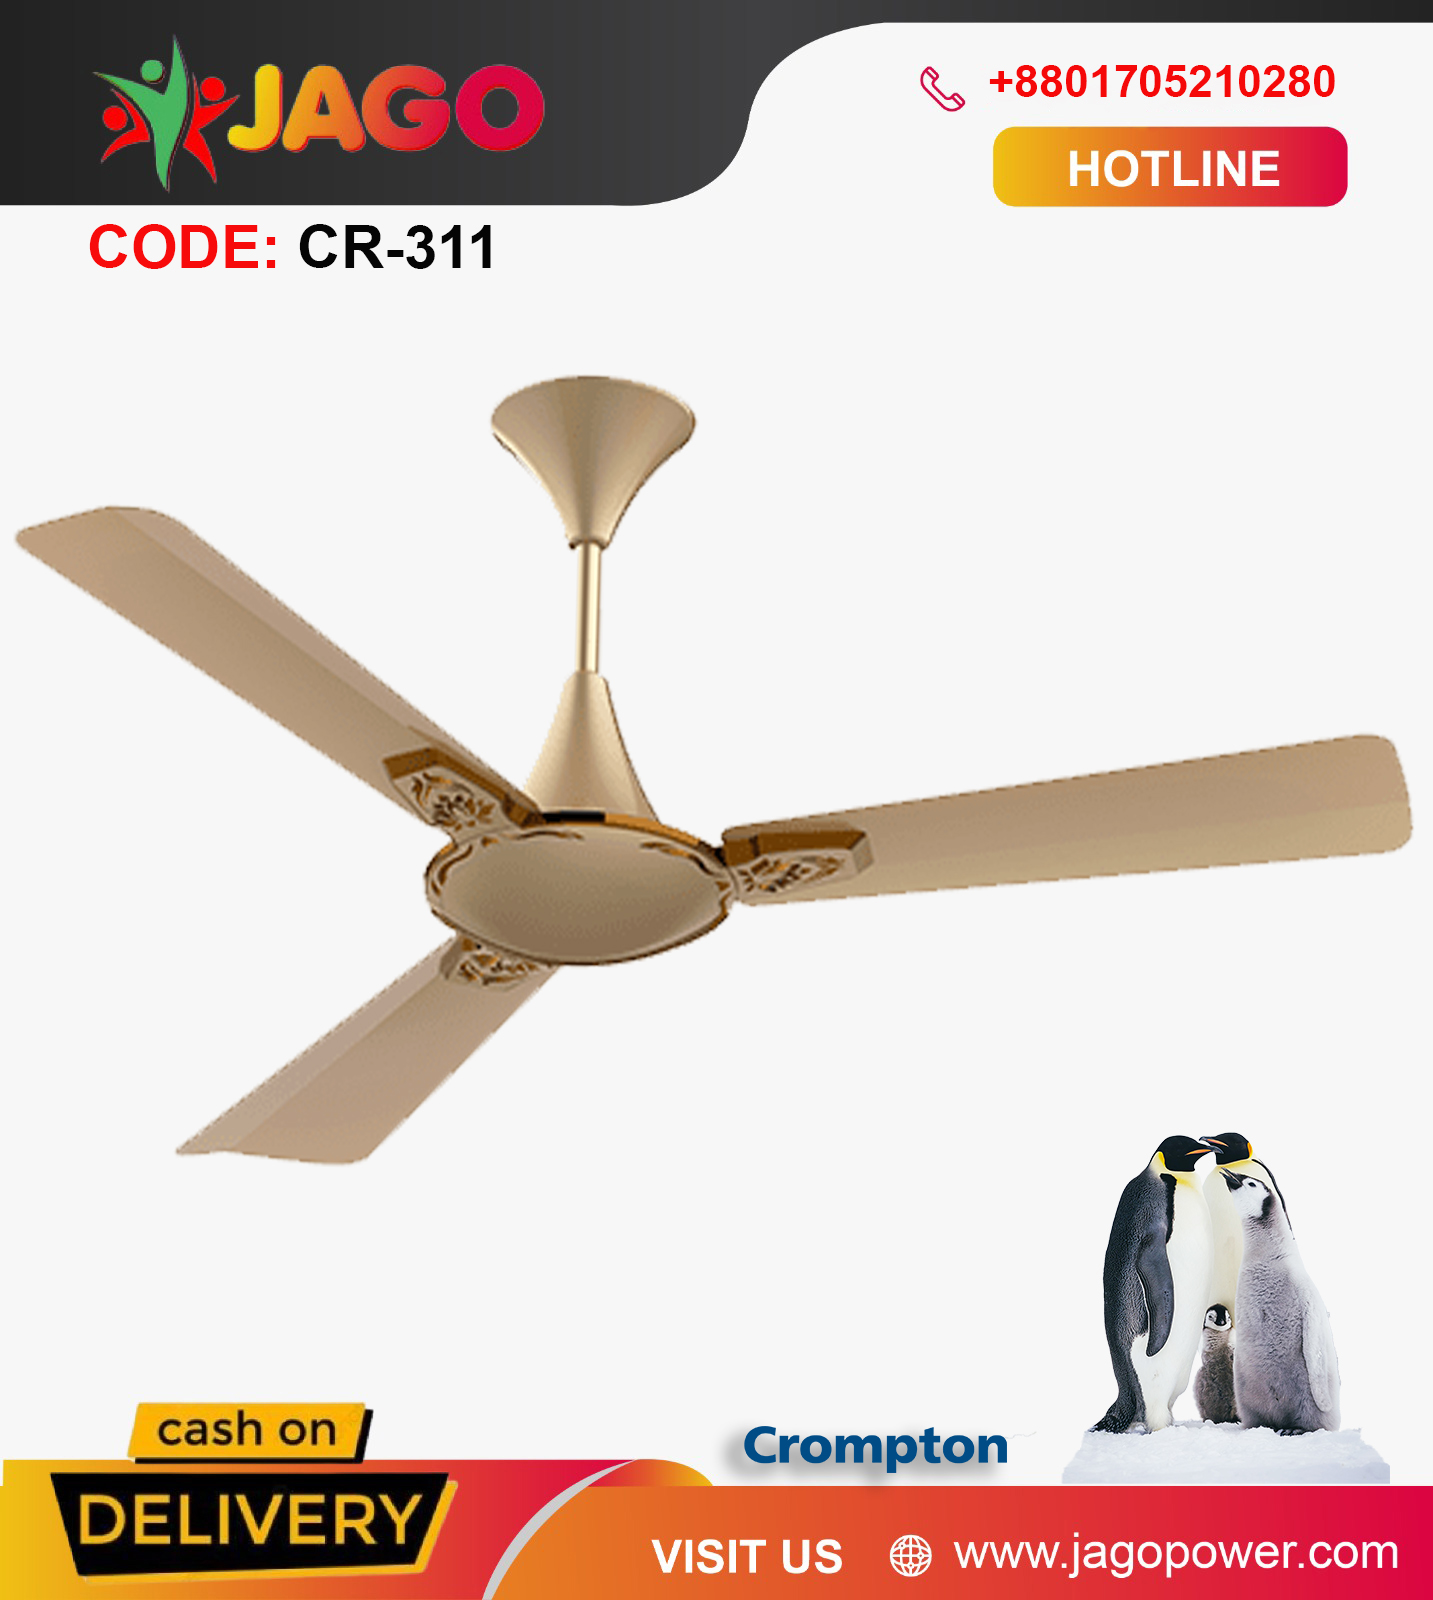 JAGO
+8801705210280
HOTLINE
CODE: CR-311
cash on
DELIVERY
Crompton
VISIT US
www.jagopower.com